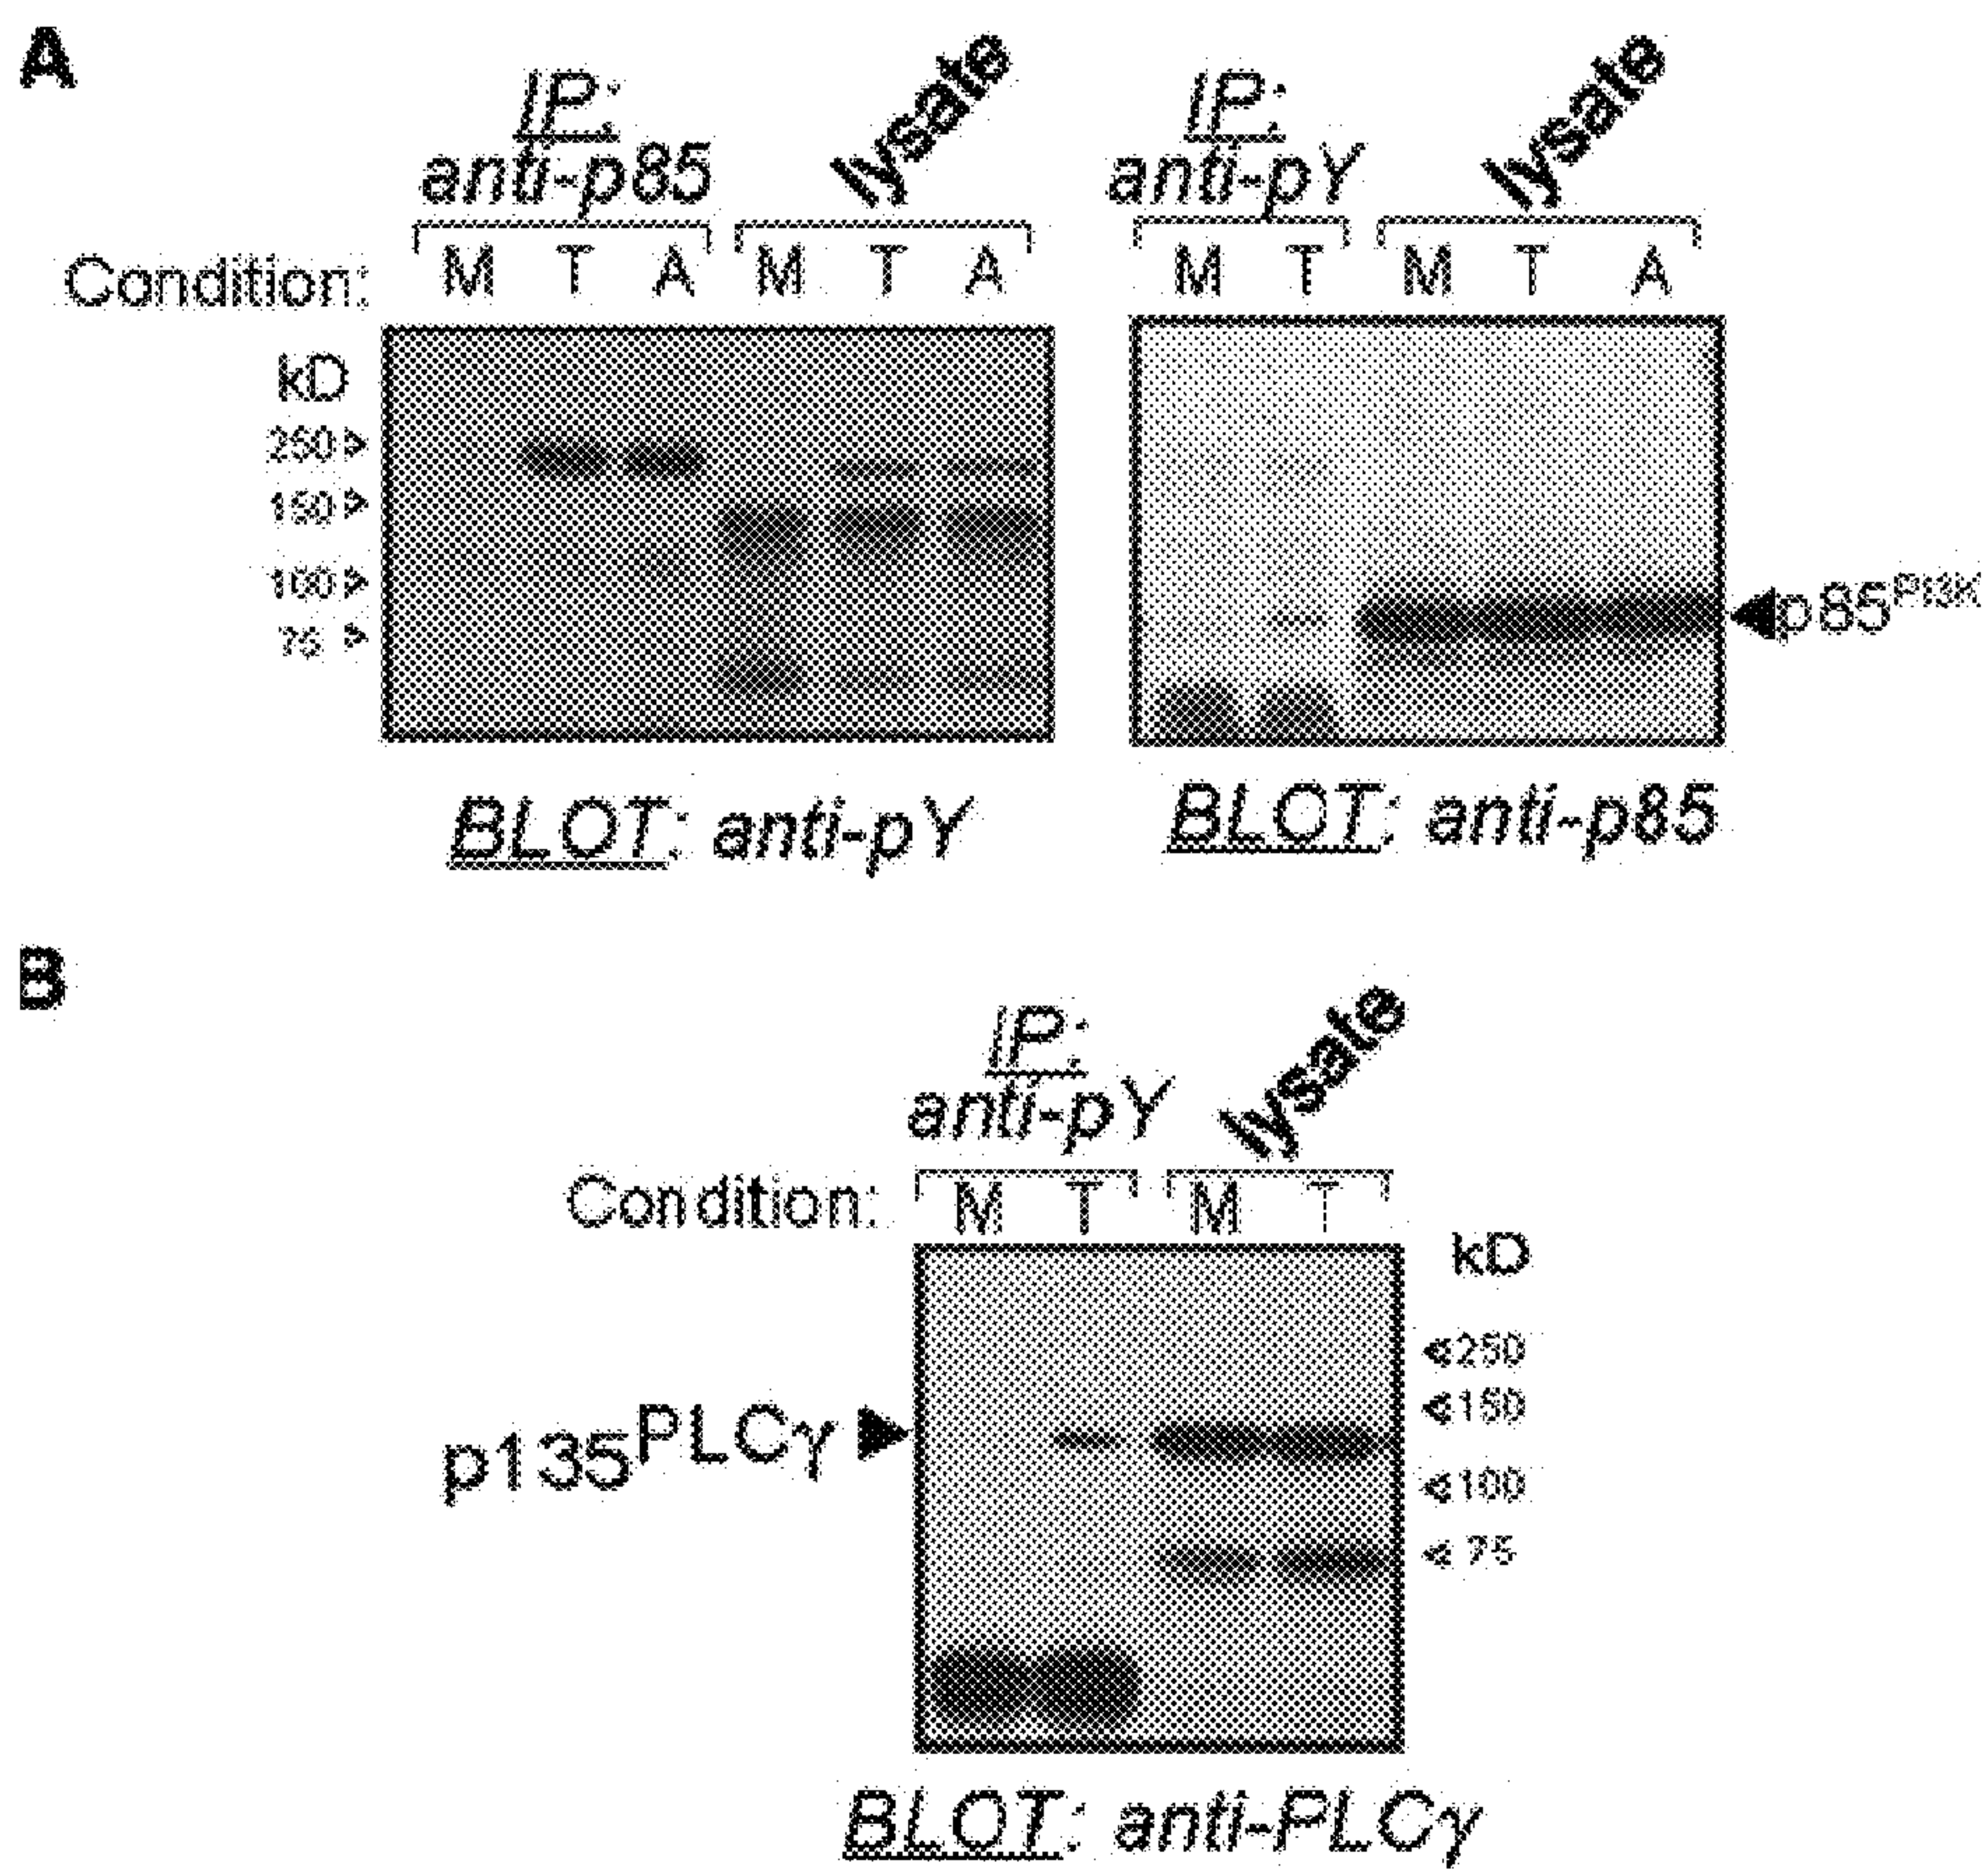 A
IP:
anti-p85
lysate
IP:
anti-pY
lysate
Condition: M T A M T A M T M T A
kD
250
150
100
75
p85PI3K
BLOT: anti-pY
BLOT: anti-p85
B
IP:
anti-pY
lysate
Condition: M T M T
kD
250
150
100
75
p135PLCγ
BLOT: anti-PLCγ